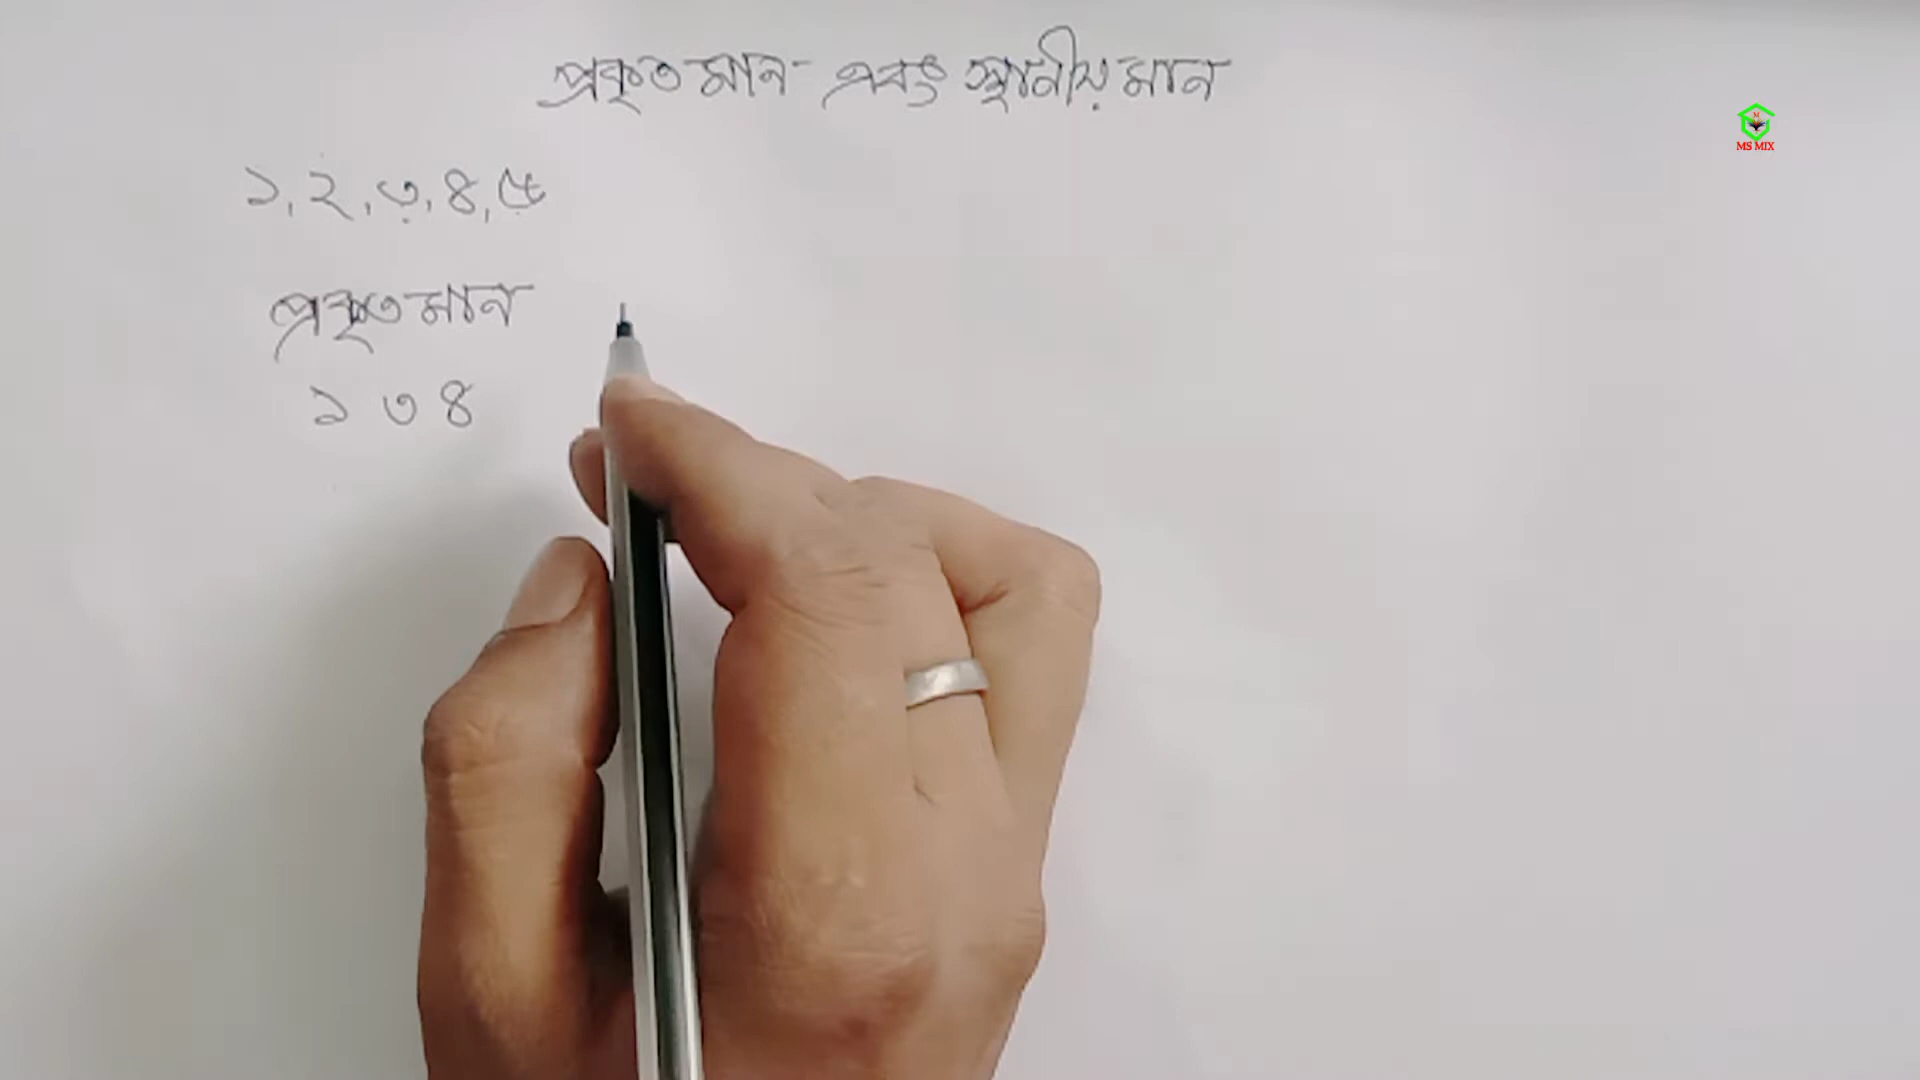 প্রকৃত মান এবং স্থানীয় মান
MS MIX
১, ২, ৩, ৪, ৫
প্রকৃত মান
১ ৩ ৪